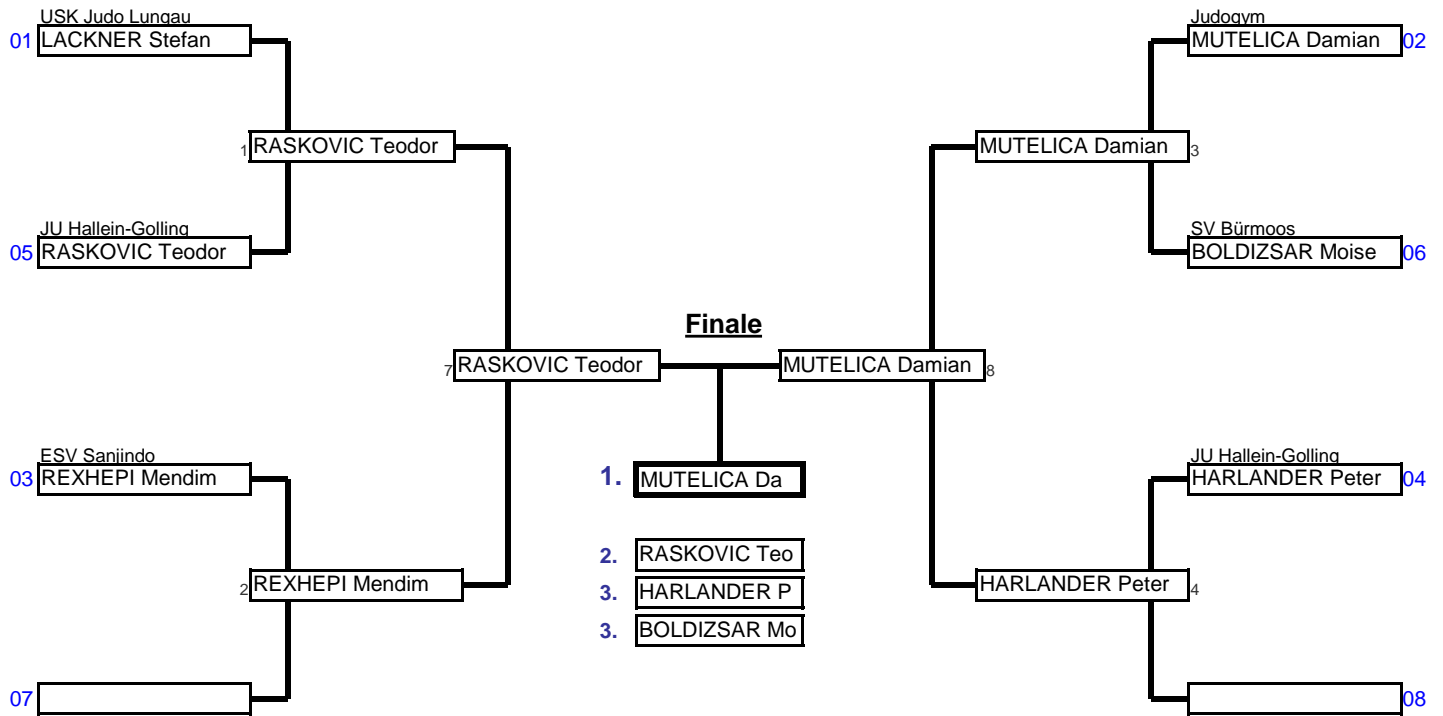 USK Judo Lungau
01 LACKNER Stefan
Judogym
MUTELICA Damian 02
1 RASKOVIC Teodor
MUTELICA Damian 3
JU Hallein-Golling
05 RASKOVIC Teodor
SV Bürmoos
BOLDIZSAR Moise 06
Finale
7 RASKOVIC Teodor
MUTELICA Damian 8
ESV Sanjindo
03 REXHEPI Mendim
1. MUTELICA Da
JU Hallein-Golling
HARLANDER Peter 04
2. RASKOVIC Teo
2 REXHEPI Mendim
3. HARLANDER P
HARLANDER Peter 4
3. BOLDIZSAR Mo
07
08